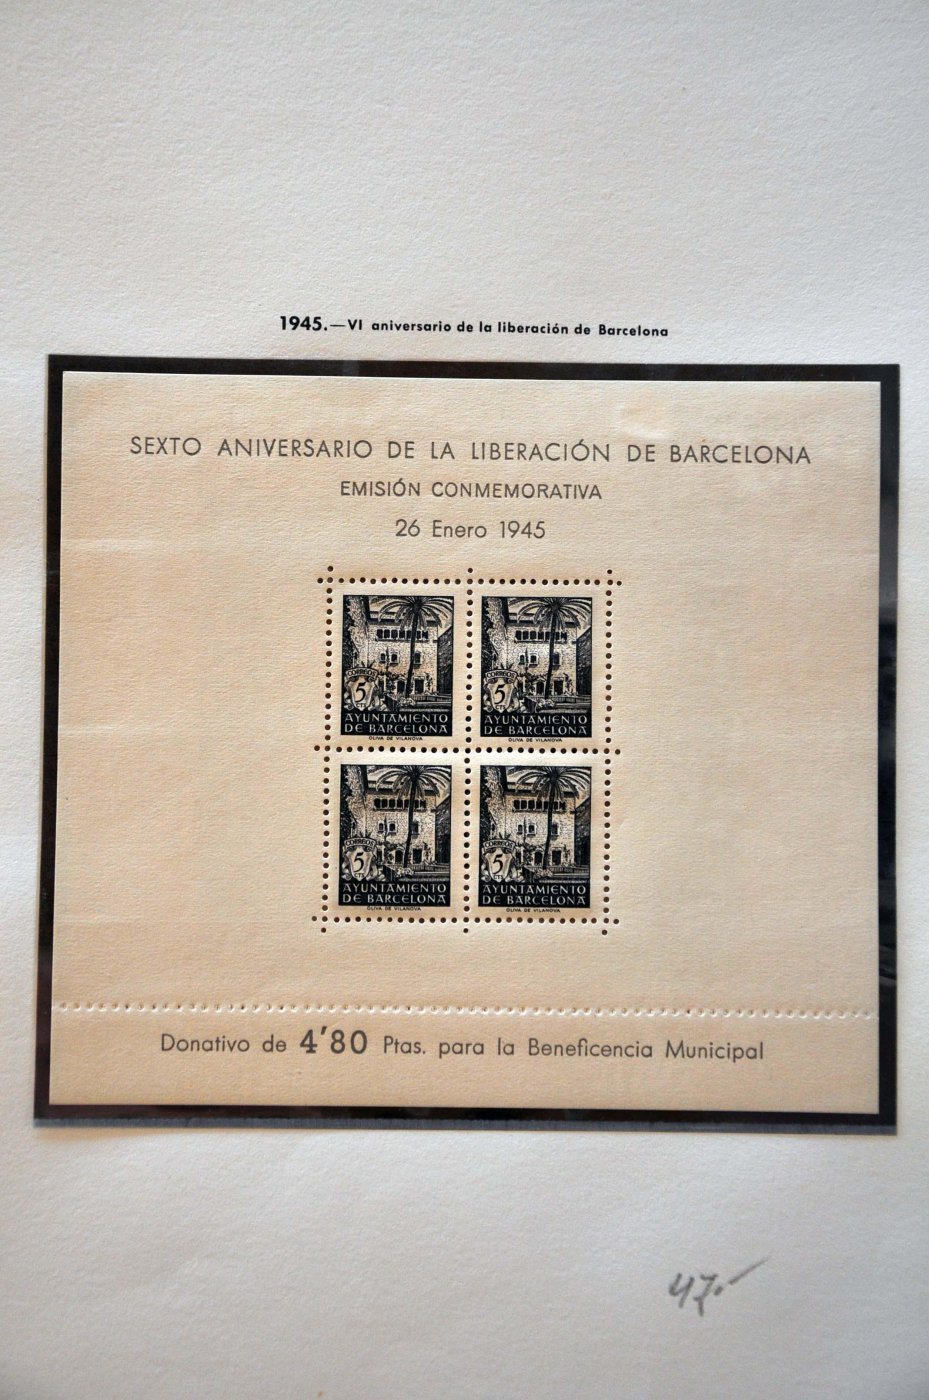 1945.—VI aniversario de la liberación de Barcelona
SEXTO ANIVERSARIO DE LA LIBERACIÓN DE BARCELONA
EMISIÓN CONMEMORATIVA
26 Enero 1945
CORREOS
5
PTS
AYUNTAMIENTO
DE BARCELONA
OLIVA DE VILANOVA
CORREOS
5
CTS
AYUNTAMIENTO
DE BARCELONA
OLIVA DE VILANOVA
CORREOS
5
CTS
AYUNTAMIENTO
DE BARCELONA
OLIVA DE VILANOVA
CORREOS
5
CTS
AYUNTAMIENTO
DE BARCELONA
OLIVA DE VILANOVA
Donativo de 4'80 Ptas. para la Beneficencia Municipal
47.-